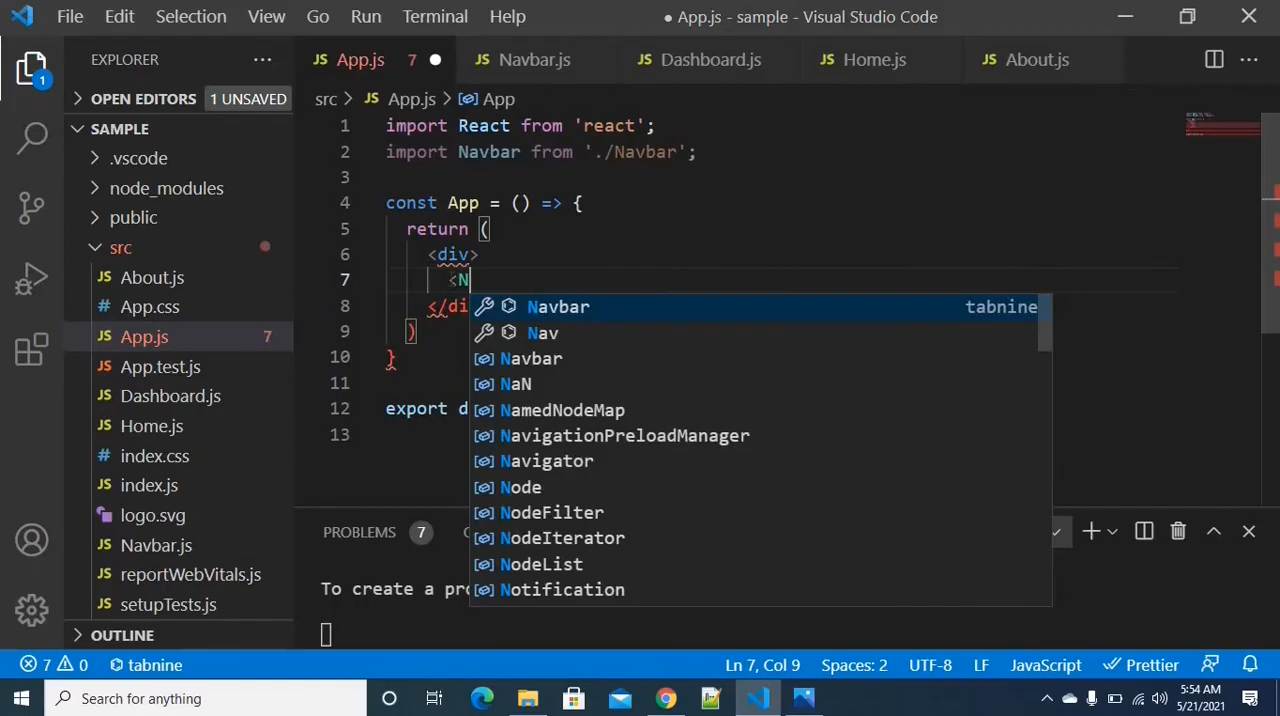 File Edit Selection View Go Run Terminal Help
● App.js - sample - Visual Studio Code
EXPLORER
App.js 7
Navbar.js
Dashboard.js
Home.js
About.js
1
OPEN EDITORS 1 UNSAVED
src > JS App.js > App
SAMPLE
.vscode
node_modules
public
src
JS About.js
# App.css
JS App.js 7
JS App.test.js
JS Dashboard.js
JS Home.js
# index.css
JS index.js
logo.svg
JS Navbar.js
JS reportWebVitals.js
JS setupTests.js
OUTLINE
1 import React from 'react';
2 import Navbar from './Navbar';
3
4 const App = () => {
5 return (
6 <div>
7 <N
8 </di
9 )
10 }
11
12 export d
13
Navbar tabnine
Nav
Navbar
NaN
NamedNodeMap
NavigationPreloadManager
Navigator
Node
NodeFilter
NodeIterator
NodeList
Notification
PROBLEMS 7
To create a pro
7 0 tabnine
Ln 7, Col 9 Spaces: 2 UTF-8 LF JavaScript Prettier
Search for anything
5:54 AM
5/21/2021